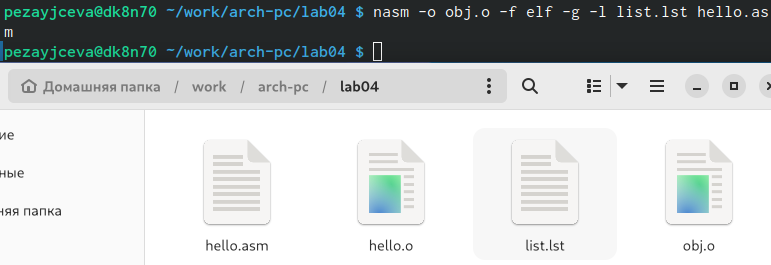 pezayjceva@dk8n70 ~/work/arch-pc/lab04 $ nasm -o obj.o -f elf -g -l list.lst hello.as
m
pezayjceva@dk8n70 ~/work/arch-pc/lab04 $
Домашняя папка / work / arch-pc / lab04
ие
ные
няя папка
hello.asm
hello.o
list.lst
obj.o